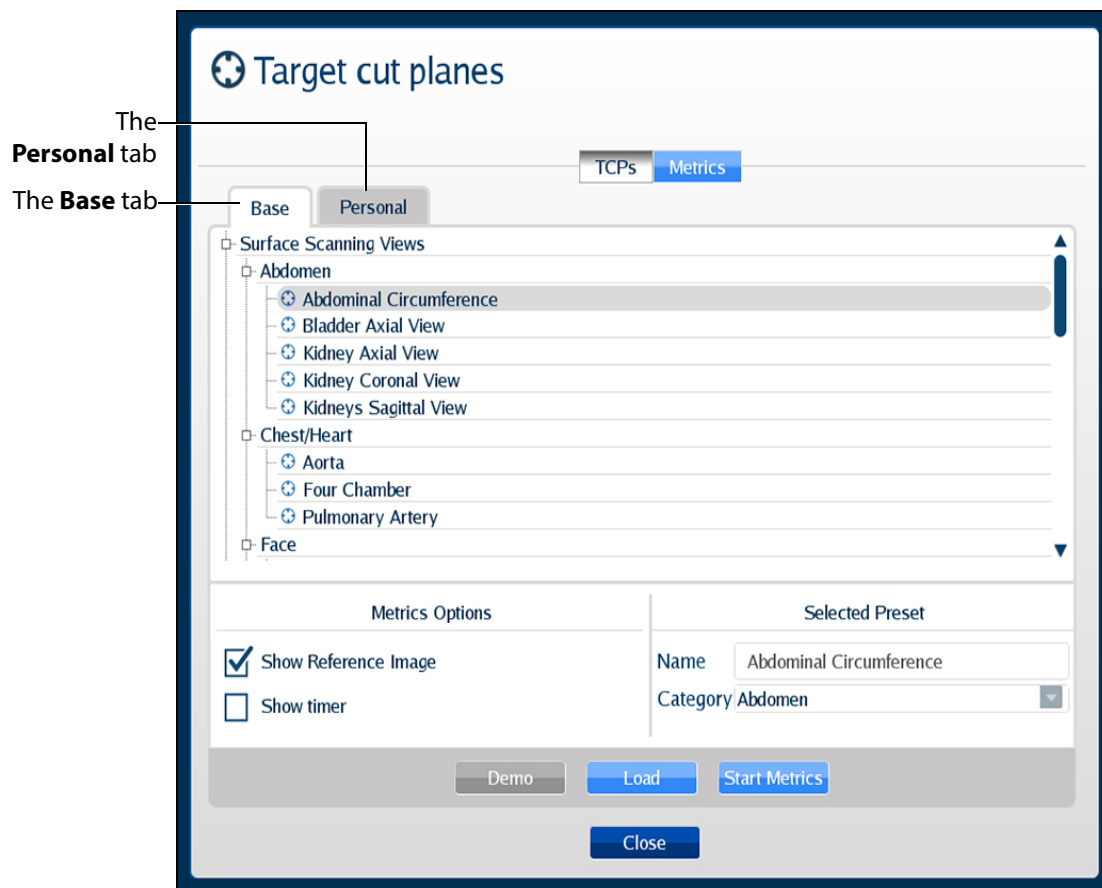 Target cut planes
The
Personal tab
The Base tab
TCPs Metrics
Base Personal
Surface Scanning Views
Abdomen
Abdominal Circumference
Bladder Axial View
Kidney Axial View
Kidney Coronal View
Kidneys Sagittal View
Chest/Heart
Aorta
Four Chamber
Pulmonary Artery
Face
Metrics Options
Selected Preset
Show Reference Image
Show timer
Name Abdominal Circumference
Category Abdomen
Demo Load Start Metrics
Close